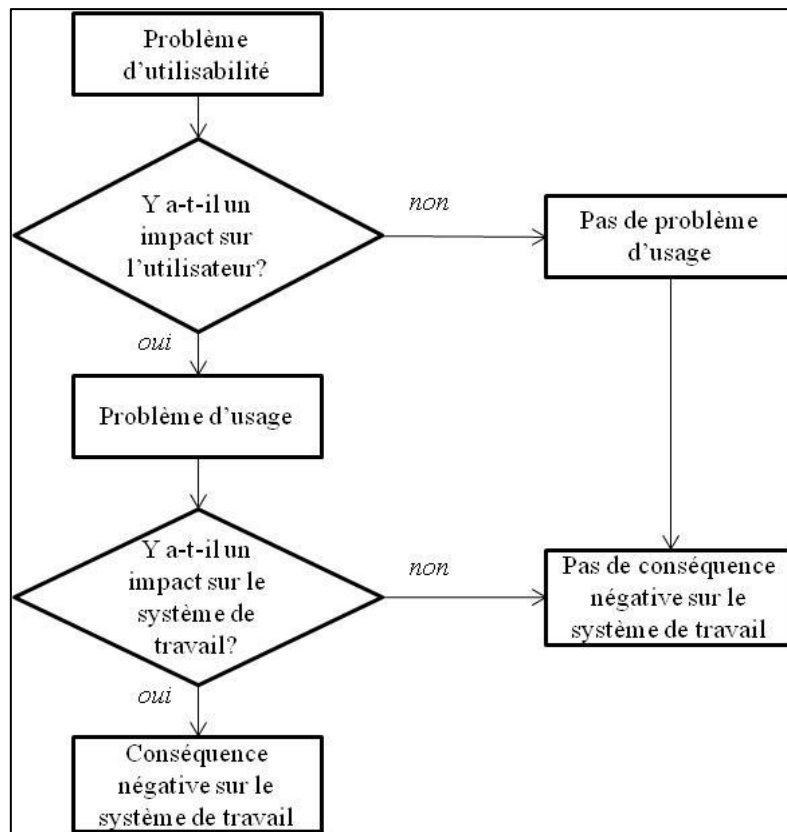 Problème
d’utilisabilité
Y a-t-il un
impact sur
l’utilisateur?
non
Pas de problème
d’usage
oui
Problème d’usage
Y a-t-il un
impact sur le
système de
travail?
non
Pas de conséquence
négative sur le
système de travail
oui
Conséquence
négative sur le
système de travail